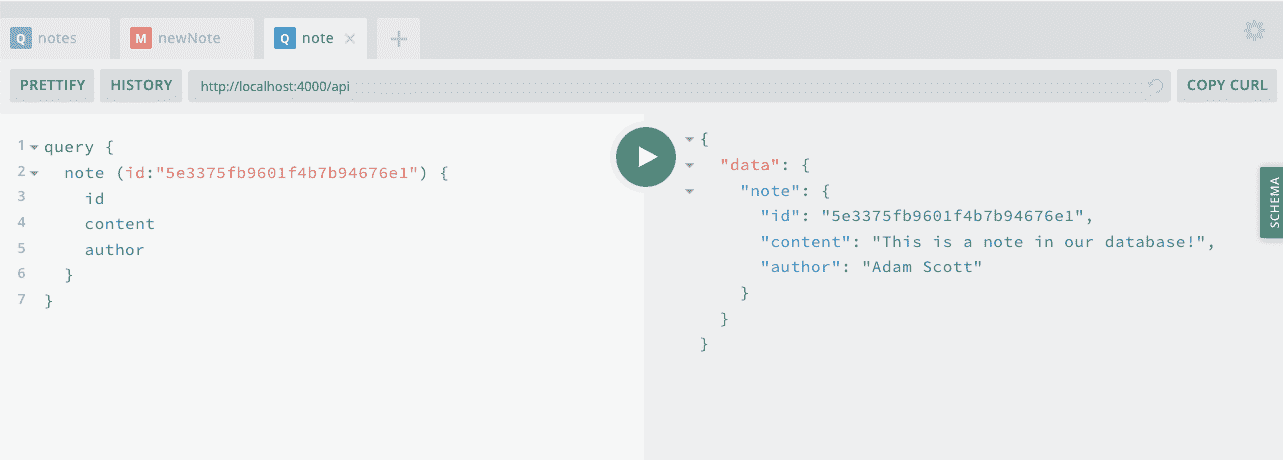 Q notes M newNote Q note × +
PRETTIFY HISTORY http://localhost:4000/api COPY CURL
1 query {
2 note (id:"5e3375fb9601f4b7b94676e1") {
3 id
4 content
5 author
6 }
7 }
{
"data": {
"note": {
"id": "5e3375fb9601f4b7b94676e1",
"content": "This is a note in our database!",
"author": "Adam Scott"
}
}
}
SCHEMA